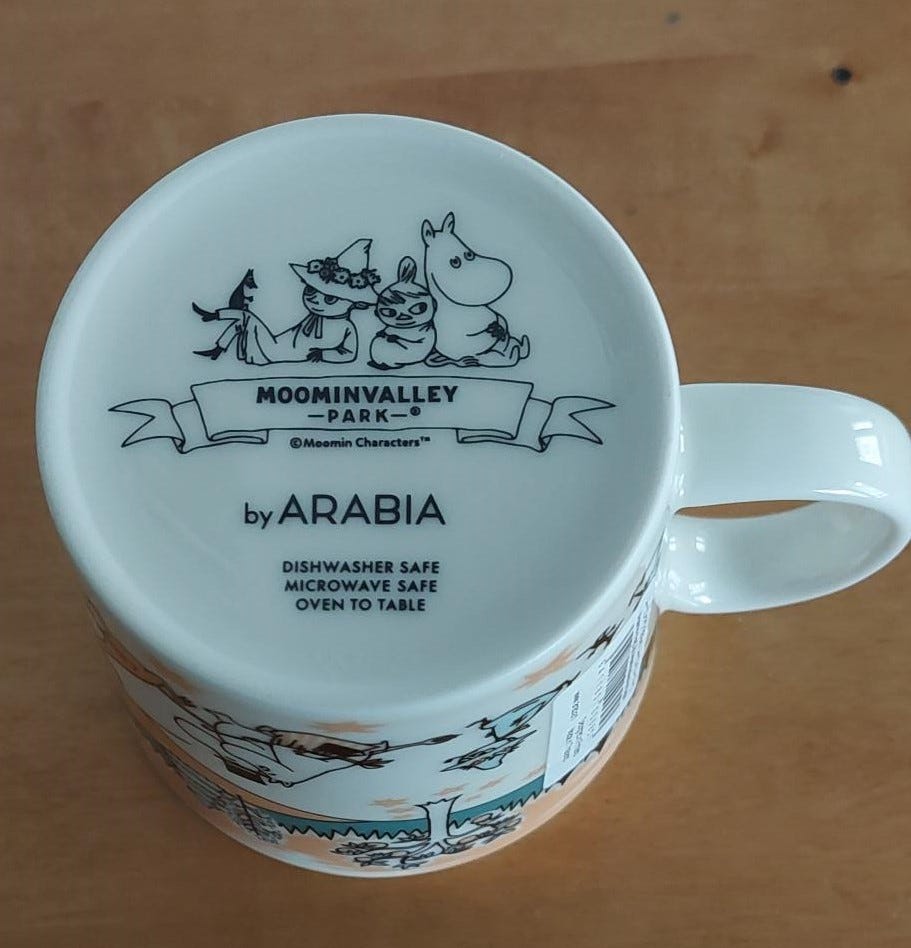 MOOMINVALLEY
—PARK—®
©Moomin Characters™
by ARABIA
DISHWASHER SAFE
MICROWAVE SAFE
OVEN TO TABLE